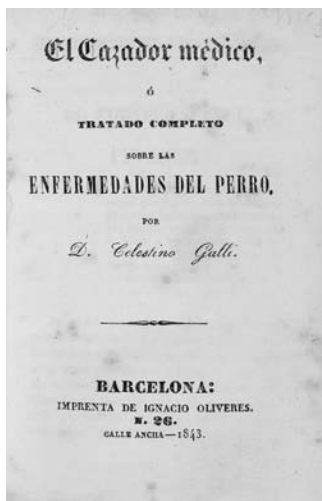 El Cazador médico,
ó
TRATADO COMPLETO
SOBRE LAS
ENFERMEDADES DEL PERRO,
POR
D. Celestino Galli.
BARCELONA:
IMPRENTA DE IGNACIO OLIVERES.
N. 26.
CALLE ANCHA—1843.